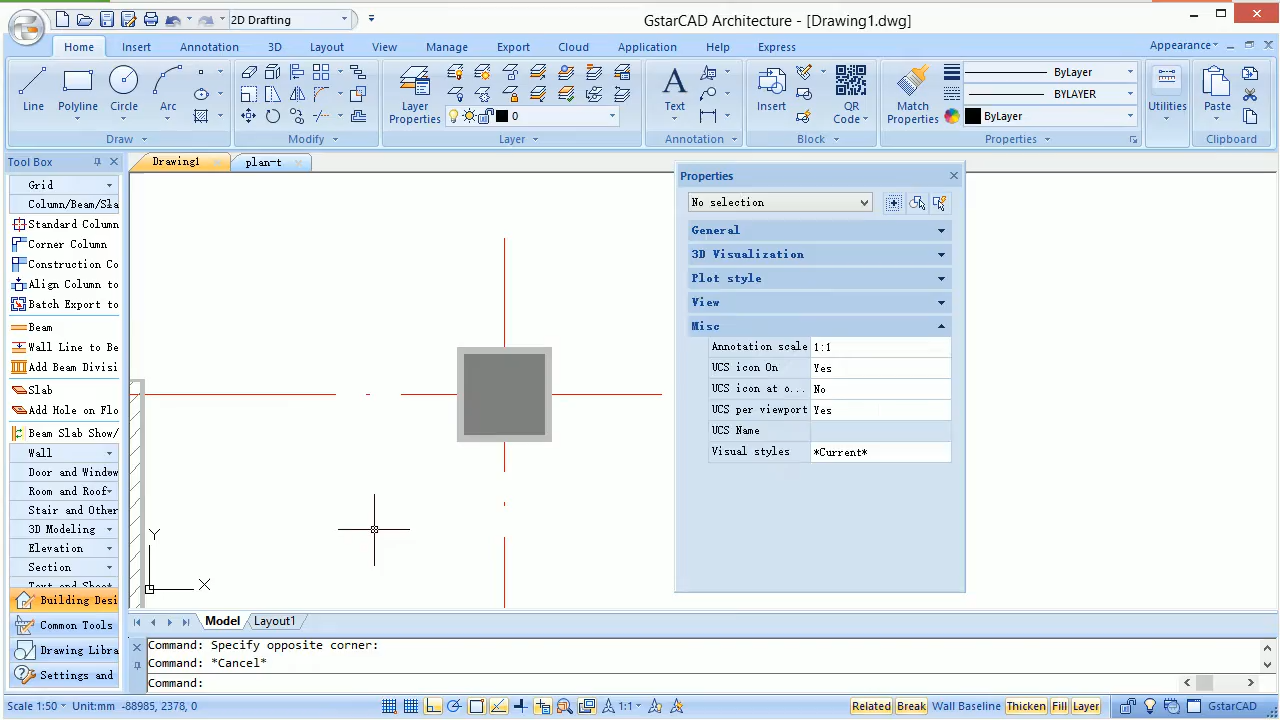 2D Drafting
GstarCAD Architecture - [Drawing1.dwg]
Home Insert Annotation 3D Layout View Manage Export Cloud Application Help Express Appearance
Line Polyline Circle Arc
Layer Properties
0
Text
Insert
QR Code
Match Properties
ByLayer
BYLAYER
ByLayer
Utilities
Paste
Draw Modify Layer Annotation Block Properties Clipboard
Tool Box
Drawing1 plan-t
Grid
Column/Beam/Sla
Standard Column
Corner Column
Construction Co
Align Column to
Batch Export to
Beam
Wall Line to Be
Add Beam Divisi
Slab
Add Hole on Flo
Beam Slab Show/
Wall
Door and Window
Room and Roof
Stair and Other
3D Modeling
Elevation
Section
Text and Sheet
Building Desi
Common Tools
Drawing Libra
Settings and
Y
X
Properties
No selection
General
3D Visualization
Plot style
View
Misc
Annotation scale 1:1
UCS icon On Yes
UCS icon at o... No
UCS per viewport Yes
UCS Name
Visual styles *Current*
Model Layout1
Command: Specify opposite corner:
Command: *Cancel*
Command:
Scale 1:50 Unit:mm -88985, 2378, 0 1:1 Related Break Wall Baseline Thicken Fill Layer GstarCAD